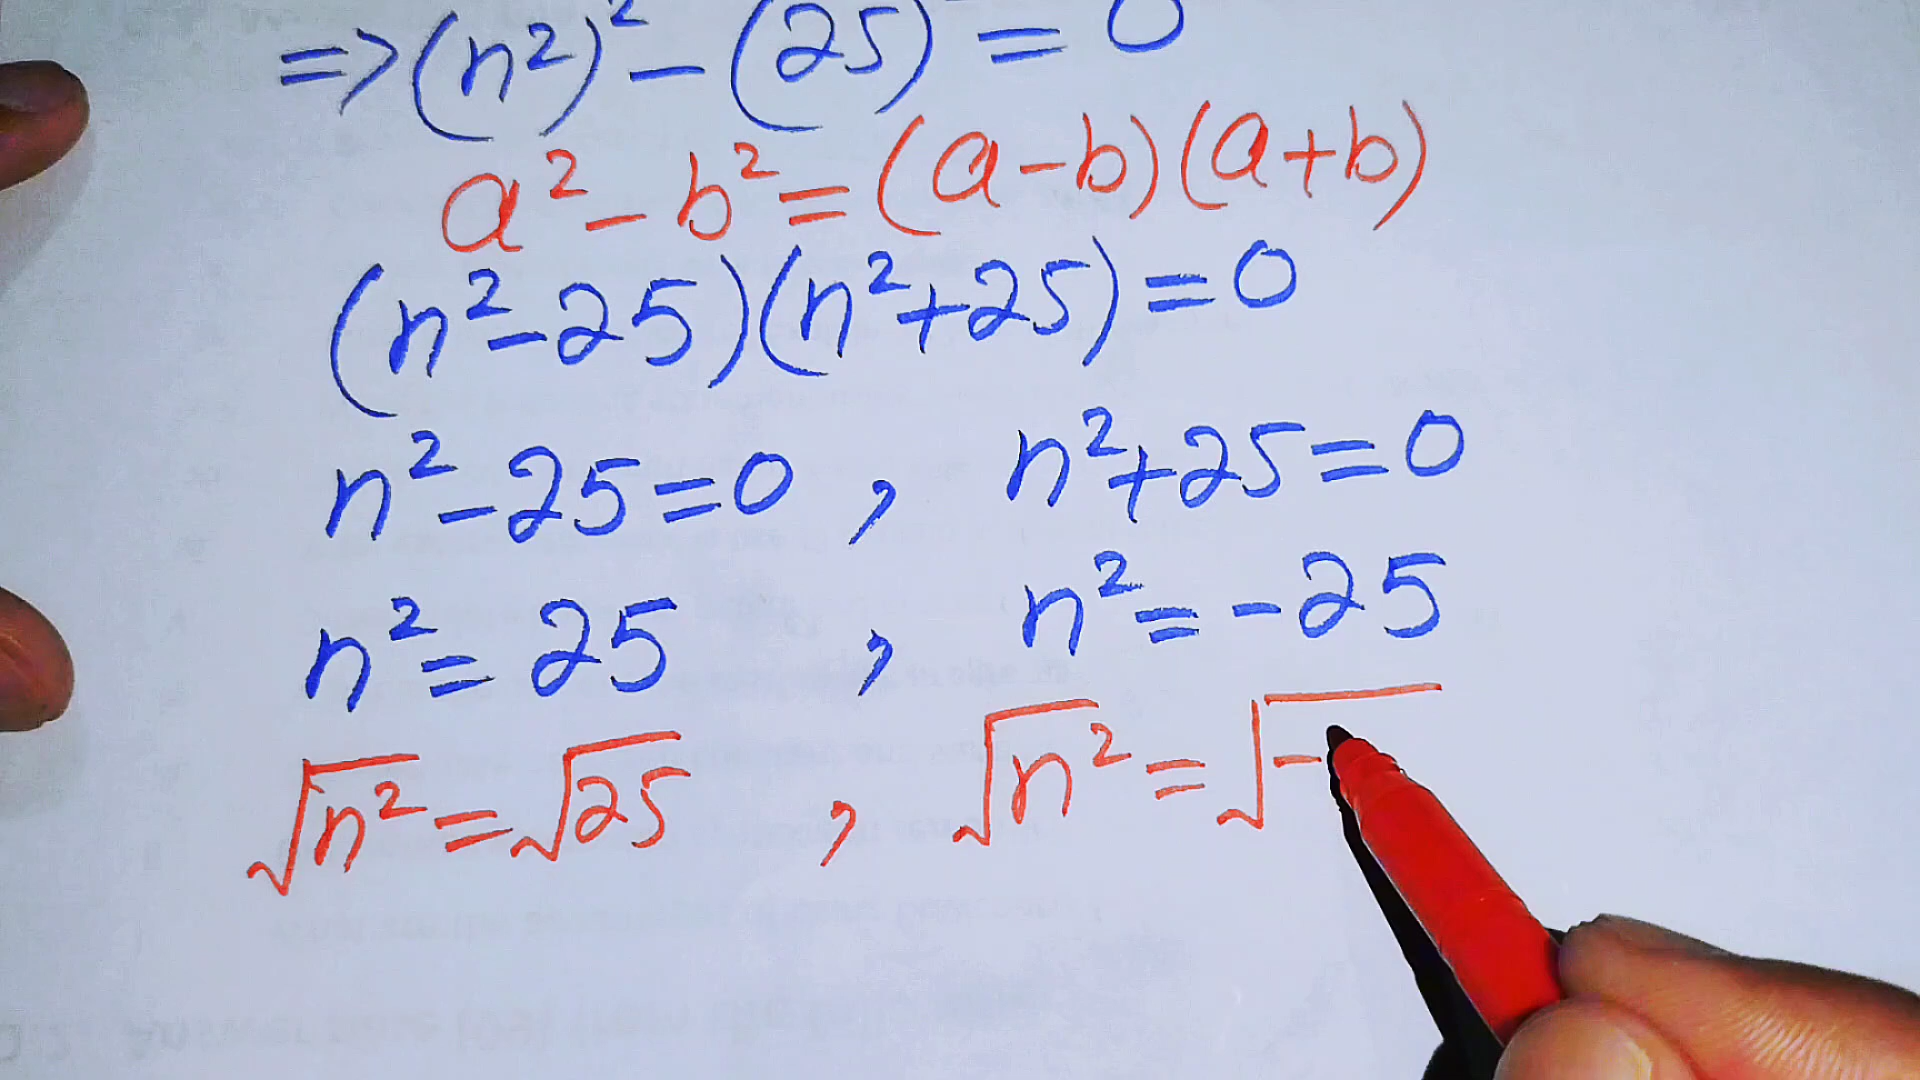 => (n²)² - (25)² = 0
a² - b² = (a-b)(a+b)
(n²-25)(n²+25)=0
n²-25=0 , n²+25=0
n²=25 , n²=-25
√n²=√25 , √n²=√-